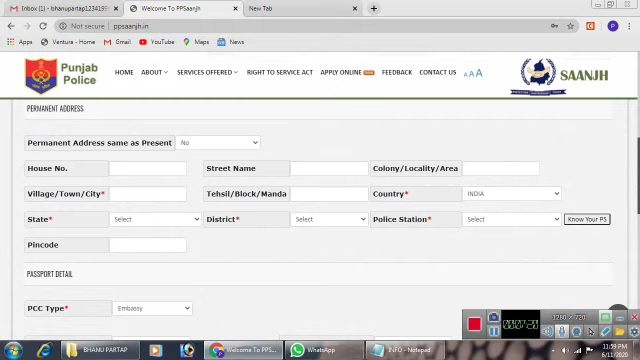 Inbox (1) - bhanupartap1234199
Welcome To PPSaanjh
New Tab
Not secure | ppsaanjh.in
Apps
Ventura - Home
Gmail
YouTube
Maps
News
Punjab
Police
HOME
ABOUT
SERVICES OFFERED
RIGHT TO SERVICE ACT
APPLY ONLINE
FEEDBACK
CONTACT US
A A A
SAANJH
PERMANENT ADDRESS
Permanent Address same as Present No
House No. Street Name Colony/Locality/Area
Village/Town/City* Tehsil/Block/Manda Country* INDIA
State* Select District* Select Police Station* Select Know Your PS
Pincode
PASSPORT DETAIL
PCC Type* Embassy
1280 × 720
00:07:20
BHANU PARTAP
Welcome To PPS...
WhatsApp
INFO - Notepad
11:59 PM
6/11/2020